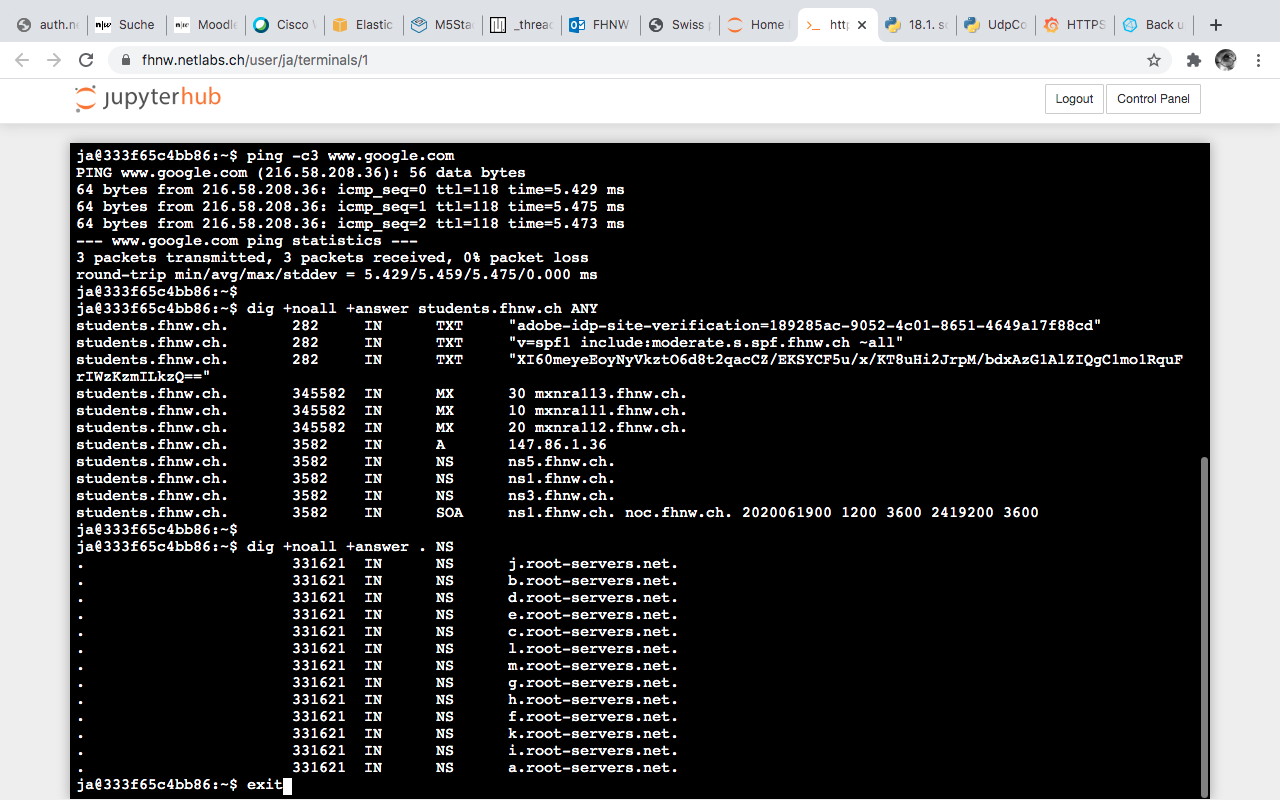 auth.ne
n|w Suche
n|w Moodle
Cisco
Elastic
M5Sta
_threa
FHNW
Swiss
Home
http
18.1. s
UdpCo
HTTPS
Back u
fhnw.netlabs.ch/user/ja/terminals/1
jupyterhub
Logout
Control Panel
ja@333f65c4bb86:~$ ping -c3 www.google.com
PING www.google.com (216.58.208.36): 56 data bytes
64 bytes from 216.58.208.36: icmp_seq=0 ttl=118 time=5.429 ms
64 bytes from 216.58.208.36: icmp_seq=1 ttl=118 time=5.475 ms
64 bytes from 216.58.208.36: icmp_seq=2 ttl=118 time=5.473 ms
--- www.google.com ping statistics ---
3 packets transmitted, 3 packets received, 0% packet loss
round-trip min/avg/max/stddev = 5.429/5.459/5.475/0.000 ms
ja@333f65c4bb86:~$
ja@333f65c4bb86:~$ dig +noall +answer students.fhnw.ch ANY
students.fhnw.ch. 282 IN TXT "adobe-idp-site-verification=189285ac-9052-4c01-8651-4649a17f88cd"
students.fhnw.ch. 282 IN TXT "v=spf1 include:moderate.s.spf.fhnw.ch ~all"
students.fhnw.ch. 282 IN TXT "XI60meyeEoyNyVkztO6d8t2qacCZ/EKSYCF5u/x/KT8uHi2JrpM/bdxAzG1AlZIQgC1mo1RquF
rIWzKzmILkzQ=="
students.fhnw.ch. 345582 IN MX 30 mxnra113.fhnw.ch.
students.fhnw.ch. 345582 IN MX 10 mxnra111.fhnw.ch.
students.fhnw.ch. 345582 IN MX 20 mxnra112.fhnw.ch.
students.fhnw.ch. 3582 IN A 147.86.1.36
students.fhnw.ch. 3582 IN NS ns5.fhnw.ch.
students.fhnw.ch. 3582 IN NS ns1.fhnw.ch.
students.fhnw.ch. 3582 IN NS ns3.fhnw.ch.
students.fhnw.ch. 3582 IN SOA ns1.fhnw.ch. noc.fhnw.ch. 2020061900 1200 3600 2419200 3600
ja@333f65c4bb86:~$
ja@333f65c4bb86:~$ dig +noall +answer . NS
. 331621 IN NS j.root-servers.net.
. 331621 IN NS b.root-servers.net.
. 331621 IN NS d.root-servers.net.
. 331621 IN NS e.root-servers.net.
. 331621 IN NS c.root-servers.net.
. 331621 IN NS l.root-servers.net.
. 331621 IN NS m.root-servers.net.
. 331621 IN NS g.root-servers.net.
. 331621 IN NS h.root-servers.net.
. 331621 IN NS f.root-servers.net.
. 331621 IN NS k.root-servers.net.
. 331621 IN NS i.root-servers.net.
. 331621 IN NS a.root-servers.net.
ja@333f65c4bb86:~$ exit